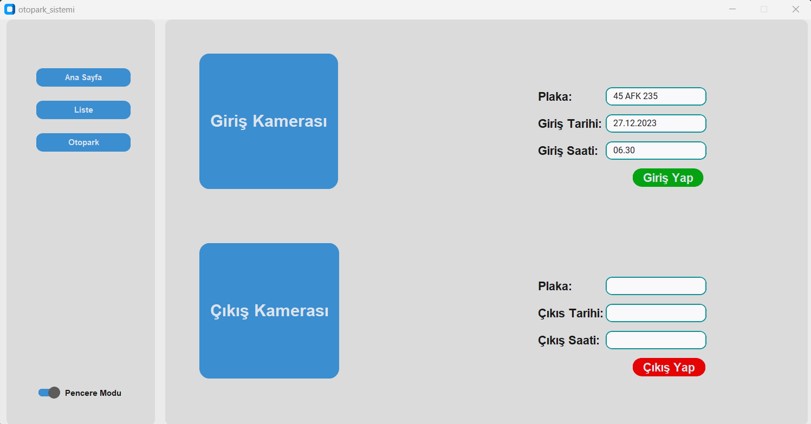 otopark_sistemi
Ana Sayfa
Liste
Otopark
Pencere Modu
Giriş Kamerası
Plaka: 45 AFK 235
Giriş Tarihi: 27.12.2023
Giriş Saati: 06.30
Giriş Yap
Çıkış Kamerası
Plaka:
Çıkıs Tarihi:
Çıkış Saati:
Çıkış Yap